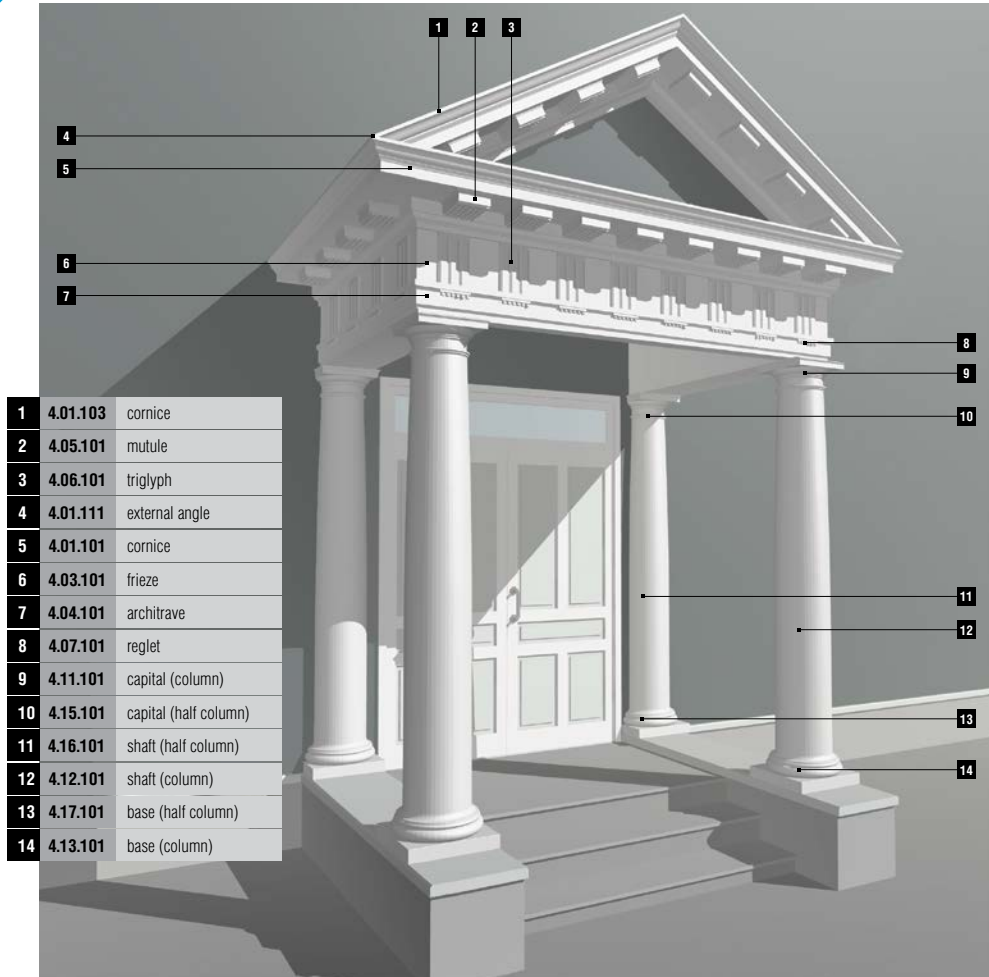 1 2 3
4
5
6
7
8
9
10
11
12
13
14
1 4.01.103 cornice
2 4.05.101 mutule
3 4.06.101 triglyph
4 4.01.111 external angle
5 4.01.101 cornice
6 4.03.101 frieze
7 4.04.101 architrave
8 4.07.101 reglet
9 4.11.101 capital (column)
10 4.15.101 capital (half column)
11 4.16.101 shaft (half column)
12 4.12.101 shaft (column)
13 4.17.101 base (half column)
14 4.13.101 base (column)